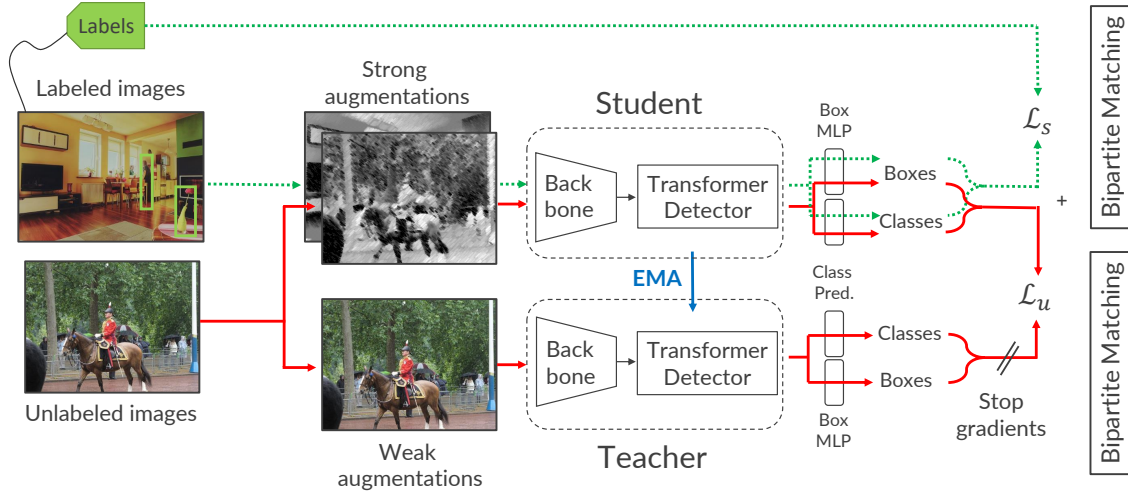 Labels
Labeled images
Unlabeled images
Strong
augmentations
Weak
augmentations
Student
Back
bone
Transformer
Detector
EMA
Back
bone
Transformer
Detector
Teacher
Box
MLP
Boxes
Classes
Class
Pred.
Classes
Boxes
Box
MLP
Stop
gradients
ℒs
+
ℒu
Bipartite Matching
Bipartite Matching